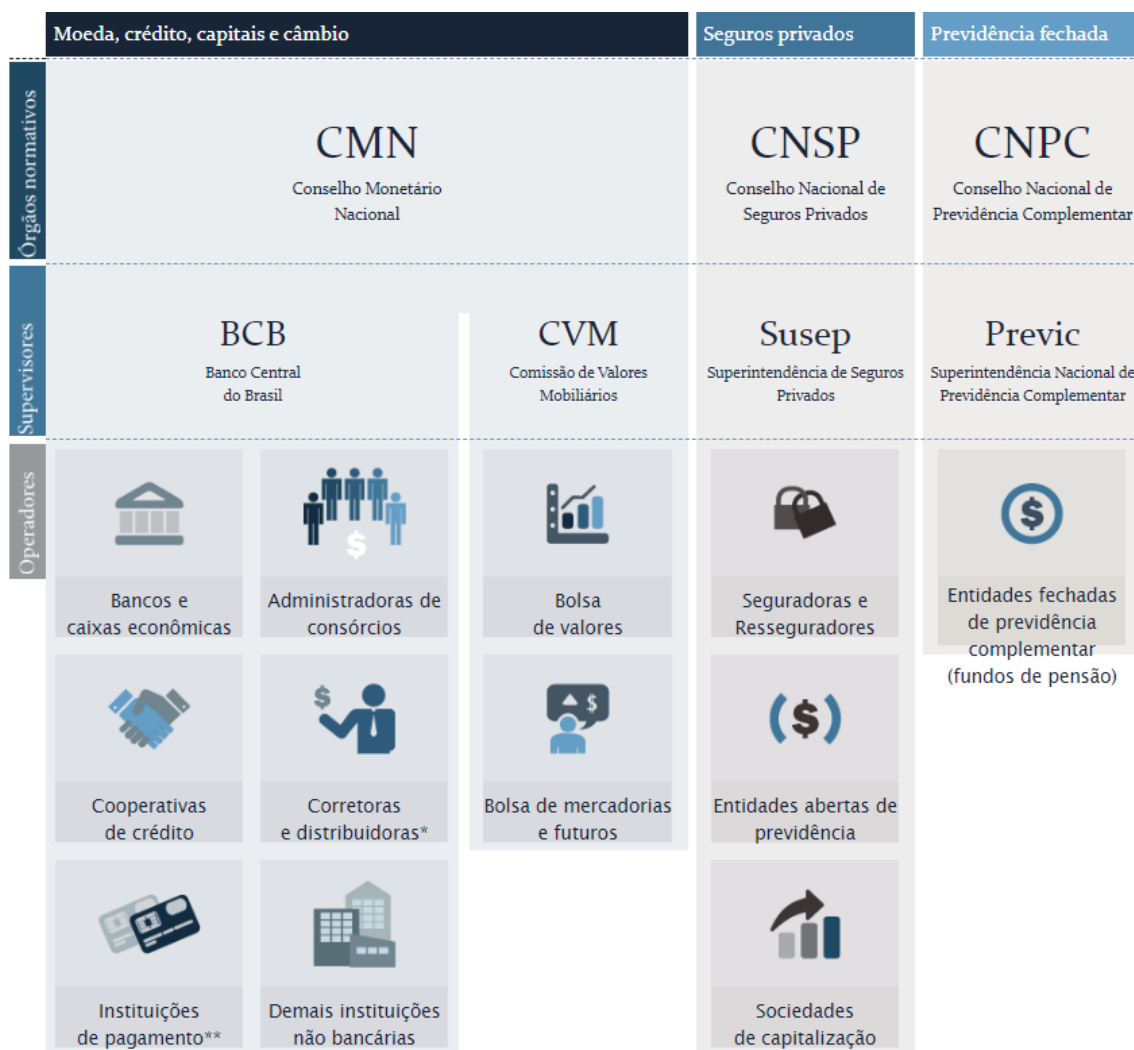 Moeda, crédito, capitais e câmbio
Seguros privados
Previdência fechada
Órgãos normativos
CMN
Conselho Monetário
Nacional
CNSP
Conselho Nacional de
Seguros Privados
CNPC
Conselho Nacional de
Previdência Complementar
Supervisores
BCB
Banco Central
do Brasil
CVM
Comissão de Valores
Mobiliários
Susep
Superintendência de Seguros
Privados
Previc
Superintendência Nacional de
Previdência Complementar
Operadores
Bancos e
caixas econômicas
Administradoras de
consórcios
Bolsa
de valores
Seguradoras e
Resseguradores
$
Entidades fechadas
de previdência
complementar
(fundos de pensão)
$
$
$
$
Cooperativas
de crédito
Corretoras
e distribuidoras*
Bolsa de mercadorias
e futuros
Entidades abertas de
previdência
Instituições
de pagamento**
Demais instituições
não bancárias
Sociedades
de capitalização